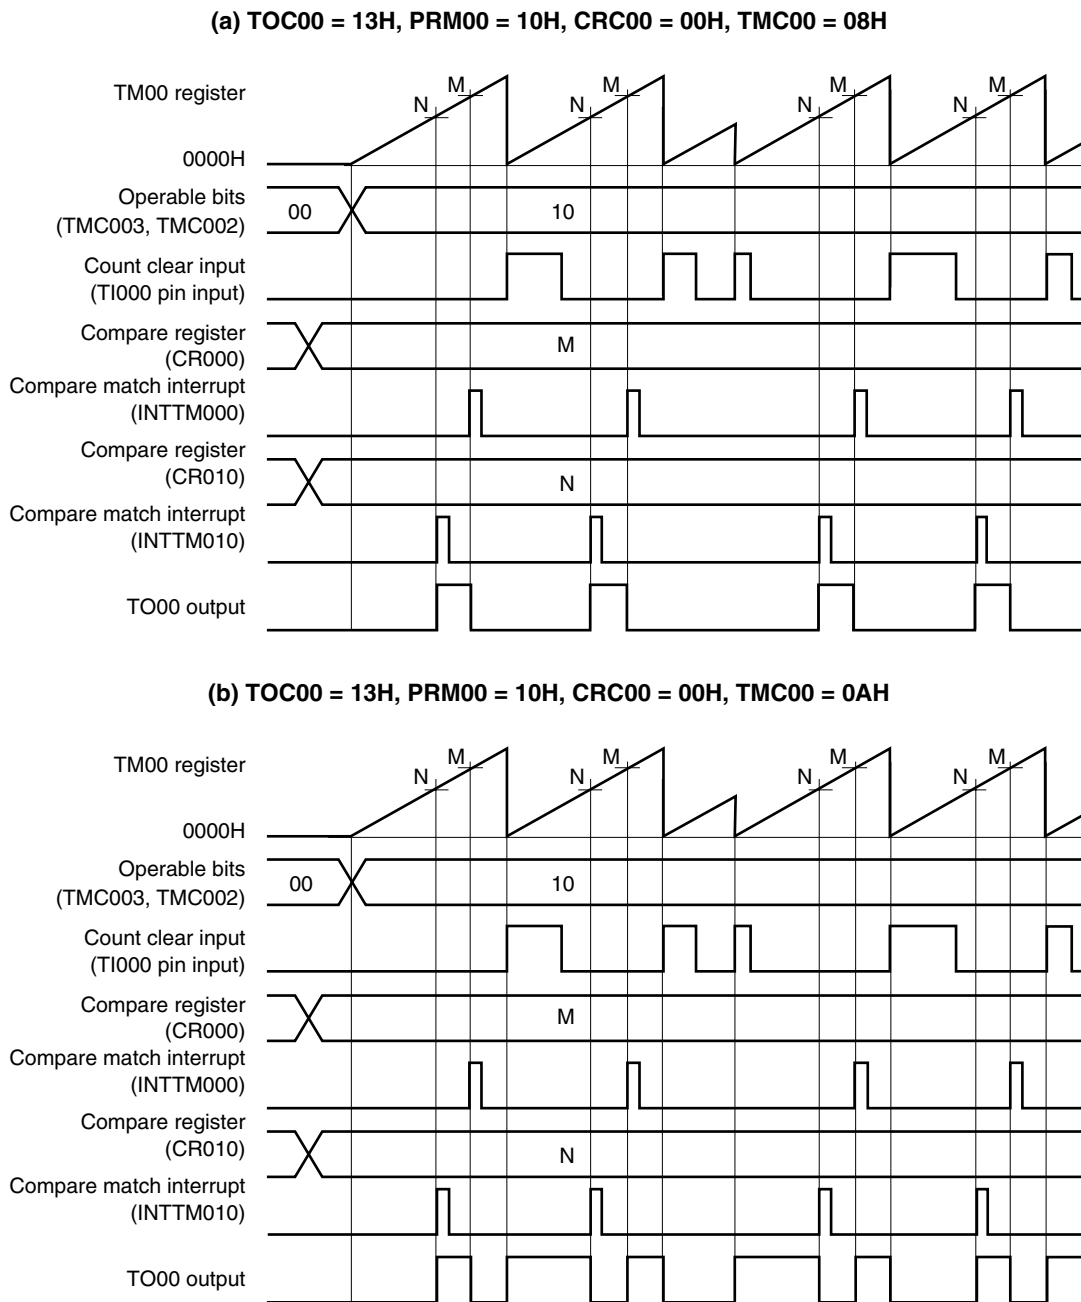 (a) TOC00 = 13H, PRM00 = 10H, CRC00 = 00H, TMC00 = 08H
TM00 register
N M N M N M N M
0000H
Operable bits
(TMC003, TMC002)
00 10
Count clear input
(TI000 pin input)
Compare register
(CR000)
M
Compare match interrupt
(INTTM000)
Compare register
(CR010)
N
Compare match interrupt
(INTTM010)
TO00 output
(b) TOC00 = 13H, PRM00 = 10H, CRC00 = 00H, TMC00 = 0AH
TM00 register
N M N M N M N M
0000H
Operable bits
(TMC003, TMC002)
00 10
Count clear input
(TI000 pin input)
Compare register
(CR000)
M
Compare match interrupt
(INTTM000)
Compare register
(CR010)
N
Compare match interrupt
(INTTM010)
TO00 output